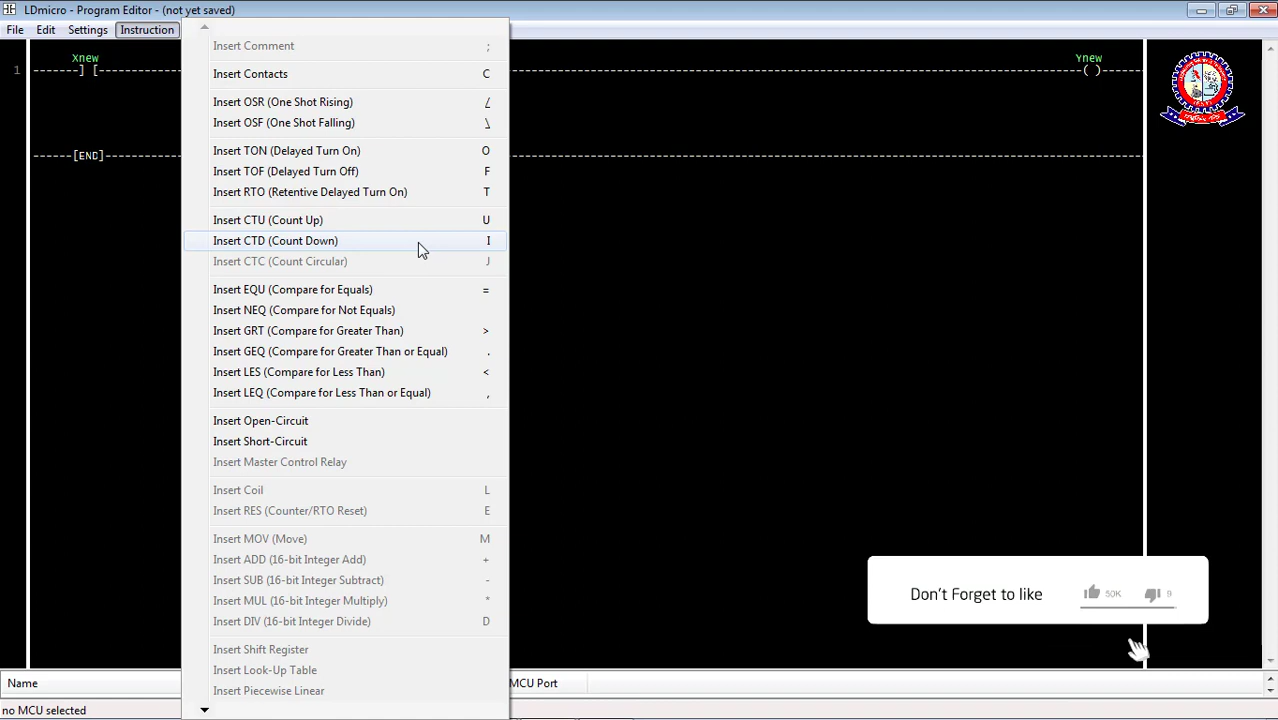 LDmicro - Program Editor - (not yet saved)
File Edit Settings Instruction
Insert Comment ;
Insert Contacts C
Insert OSR (One Shot Rising) /
Insert OSF (One Shot Falling) \
Insert TON (Delayed Turn On) O
Insert TOF (Delayed Turn Off) F
Insert RTO (Retentive Delayed Turn On) T
Insert CTU (Count Up) U
Insert CTD (Count Down) I
Insert CTC (Count Circular) J
Insert EQU (Compare for Equals) =
Insert NEQ (Compare for Not Equals)
Insert GRT (Compare for Greater Than) >
Insert GEQ (Compare for Greater Than or Equal) .
Insert LES (Compare for Less Than) <
Insert LEQ (Compare for Less Than or Equal) ,
Insert Open-Circuit
Insert Short-Circuit
Insert Master Control Relay
Insert Coil L
Insert RES (Counter/RTO Reset) E
Insert MOV (Move) M
Insert ADD (16-bit Integer Add) +
Insert SUB (16-bit Integer Subtract) -
Insert MUL (16-bit Integer Multiply) *
Insert DIV (16-bit Integer Divide) D
Insert Shift Register
Insert Look-Up Table
Insert Piecewise Linear
Xnew Ynew
1 ------] [------ ------( )------
------[END]------
Don't Forget to like 50K 9
Name MCU Port
no MCU selected